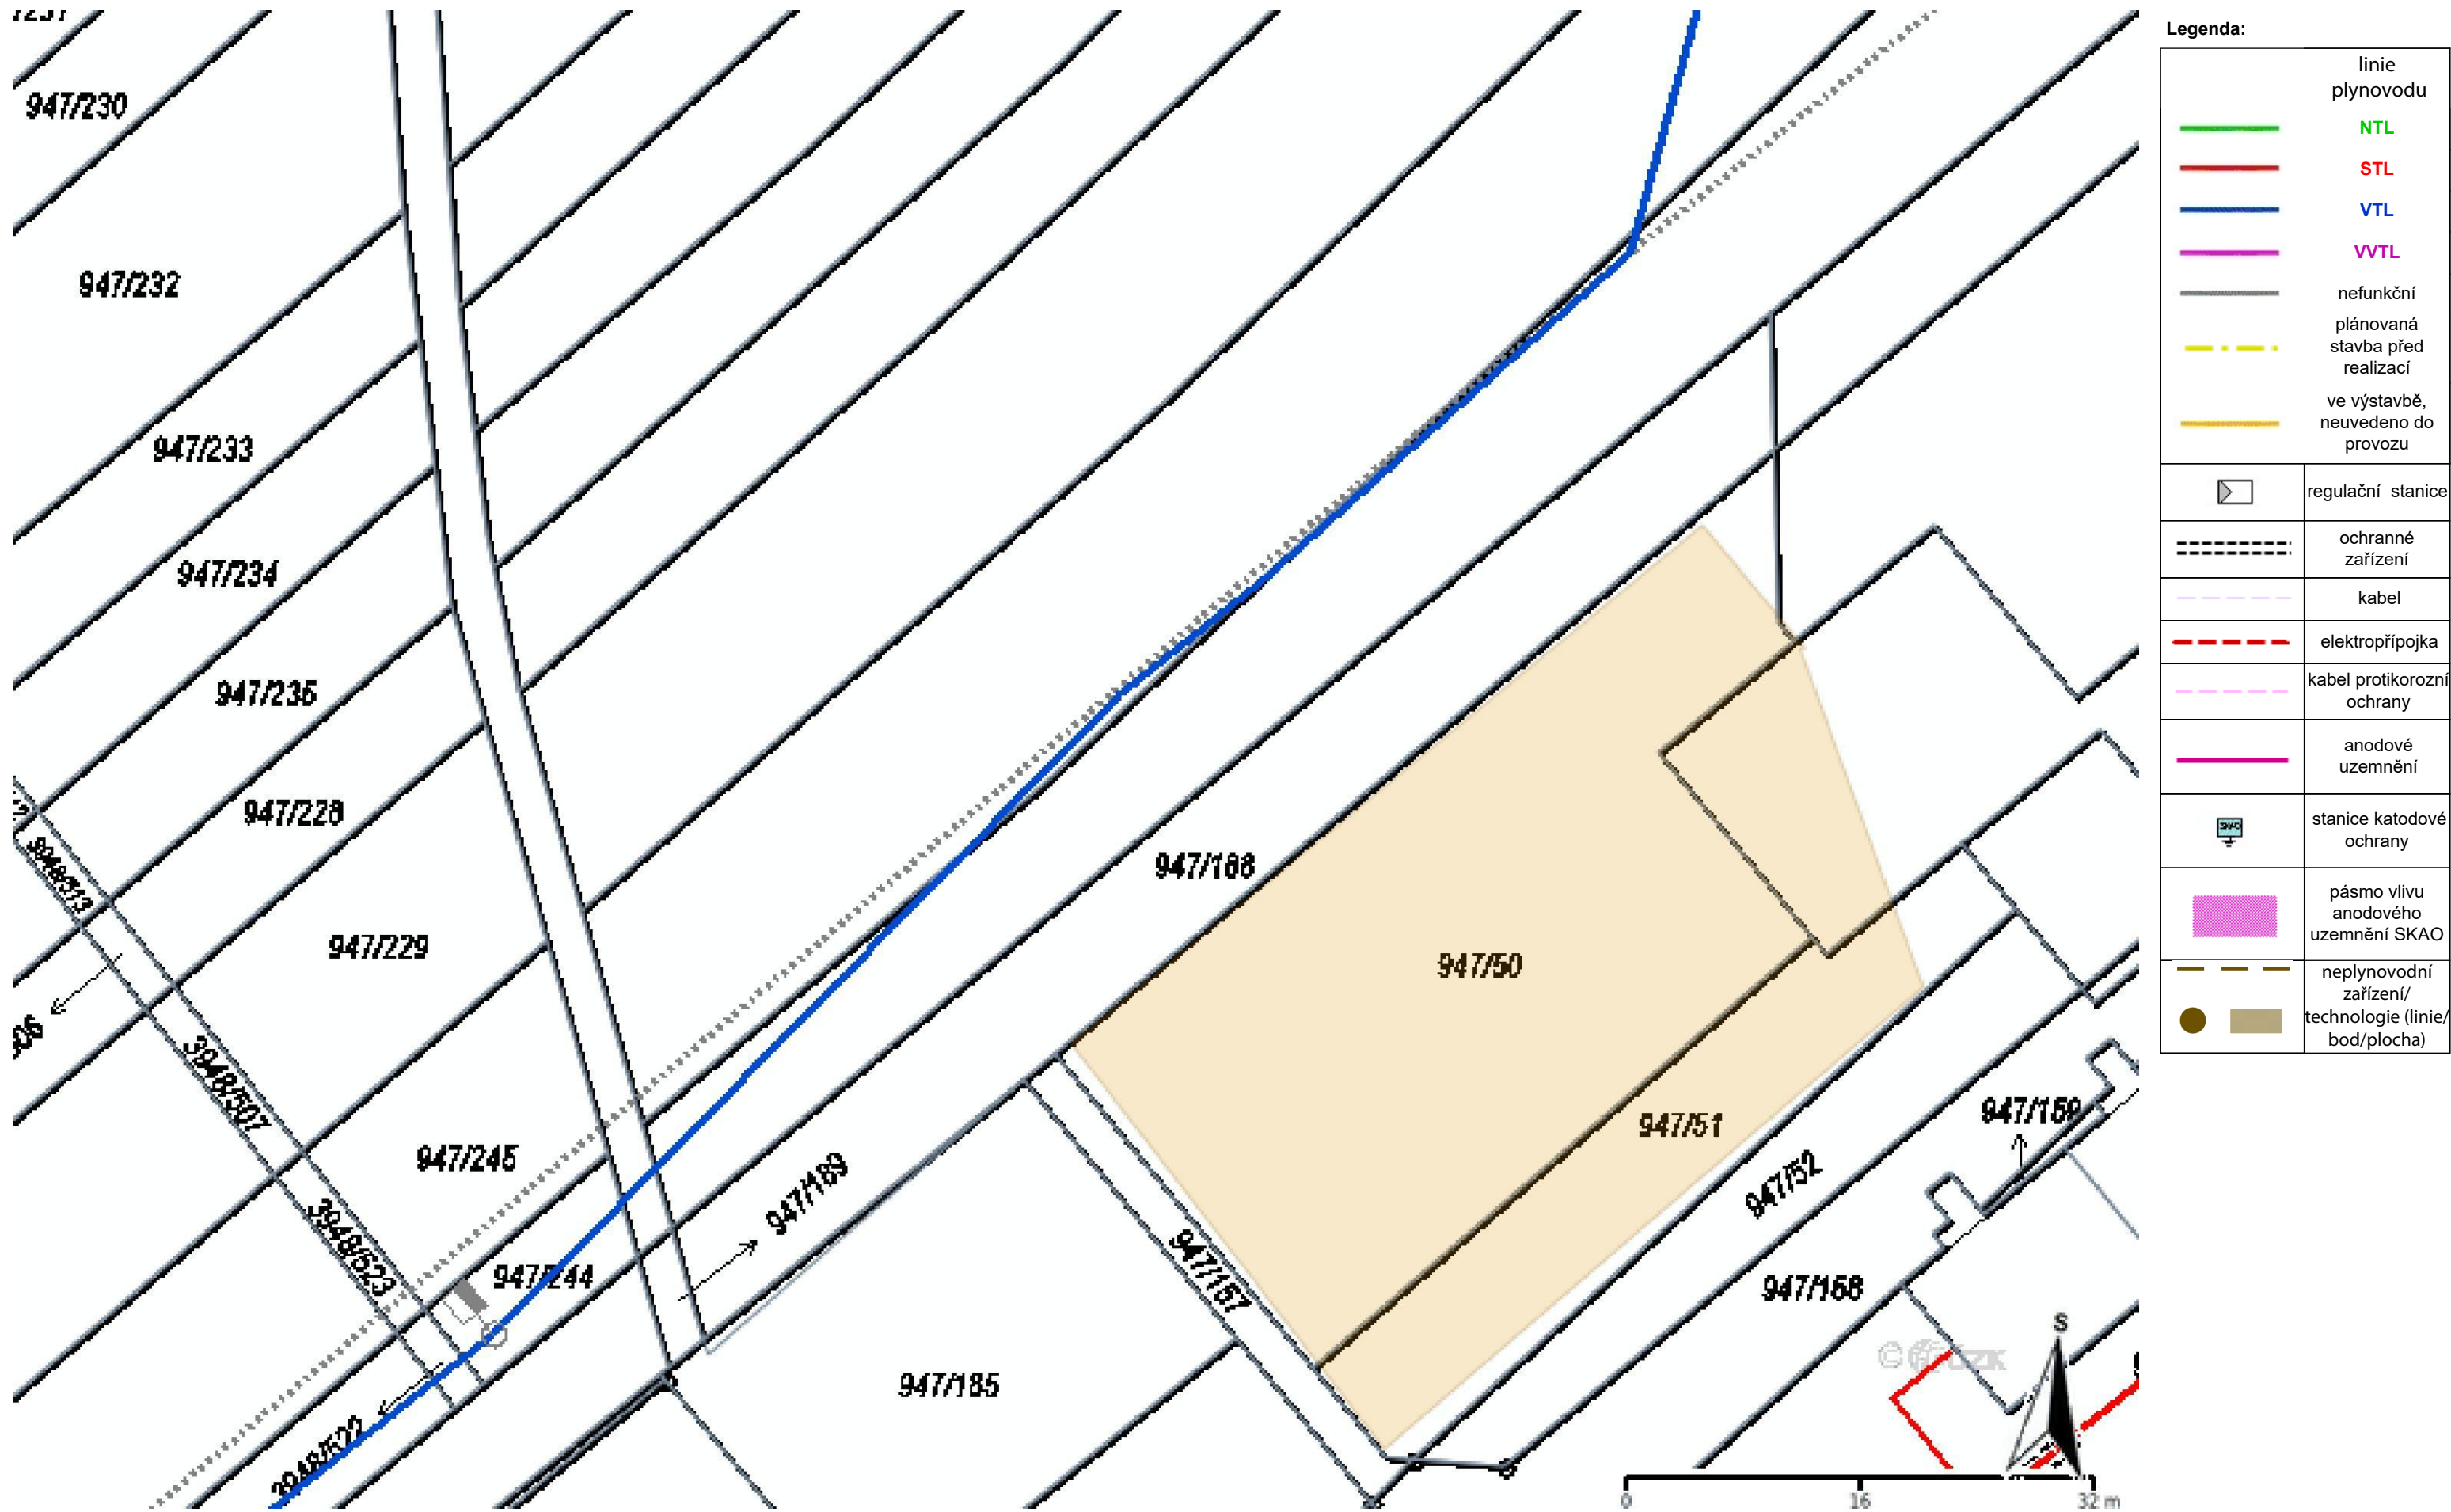 947/230
947/232
947/233
947/234
947/235
947/228
947/229
947/245
947/244
3948/513
3948/507
3948/523
3948/522
947/189
947/188
947/50
947/51
947/52
947/159
947/157
947/185
947/168
S
0 16 32 m
Legenda:
linie
plynovodu
NTL
STL
VTL
VVTL
nefunkční
plánovaná
stavba před
realizací
ve výstavbě,
neuvedeno do
provozu
regulační stanice
ochranné
zařízení
kabel
elektropřípojka
kabel protikorozní
ochrany
anodové
uzemnění
SKAO
stanice katodové
ochrany
pásmo vlivu
anodového
uzemnění SKAO
neplynovodní
zařízení/
technologie (linie/
bod/plocha)